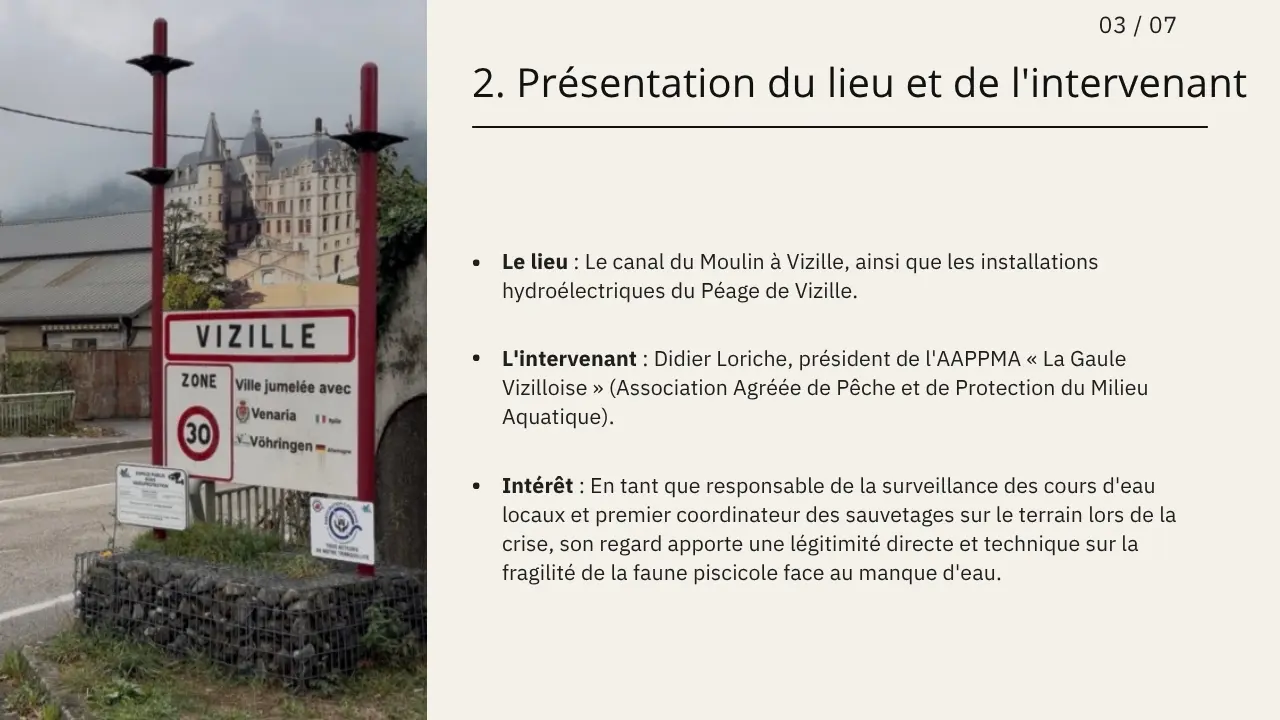 03 / 07
2. Présentation du lieu et de l'intervenant
• Le lieu : Le canal du Moulin à Vizille, ainsi que les installations
hydroélectriques du Péage de Vizille.
• L'intervenant : Didier Loriche, président de l'AAPPMA « La Gaule
Vizilloise » (Association Agréée de Pêche et de Protection du Milieu
Aquatique).
• Intérêt : En tant que responsable de la surveillance des cours d'eau
locaux et premier coordinateur des sauvetages sur le terrain lors de la
crise, son regard apporte une légitimité directe et technique sur la
fragilité de la faune piscicole face au manque d'eau.
VIZILLE
ZONE
30
Ville jumelée avec
Venaria
Vöhringen